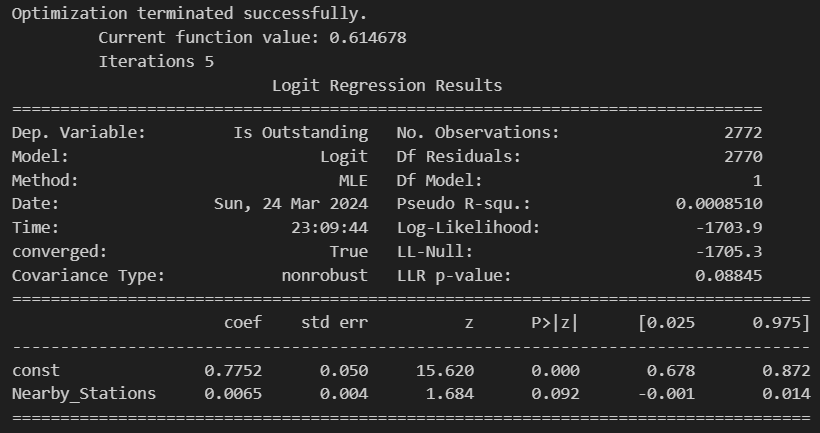 Optimization terminated successfully.
         Current function value: 0.614678
         Iterations 5
                           Logit Regression Results
==============================================================================
Dep. Variable:         Is Outstanding   No. Observations:                 2772
Model:                          Logit   Df Residuals:                     2770
Method:                           MLE   Df Model:                            1
Date:                Sun, 24 Mar 2024   Pseudo R-squ.:               0.0008510
Time:                        23:09:44   Log-Likelihood:                -1703.9
converged:                       True   LL-Null:                       -1705.3
Covariance Type:            nonrobust   LLR p-value:                   0.08845
===================================================================================
                      coef    std err          z      P>|z|      [0.025      0.975]
-----------------------------------------------------------------------------------
const               0.7752      0.050     15.620      0.000       0.678       0.872
Nearby_Stations     0.0065      0.004      1.684      0.092      -0.001       0.014
===================================================================================